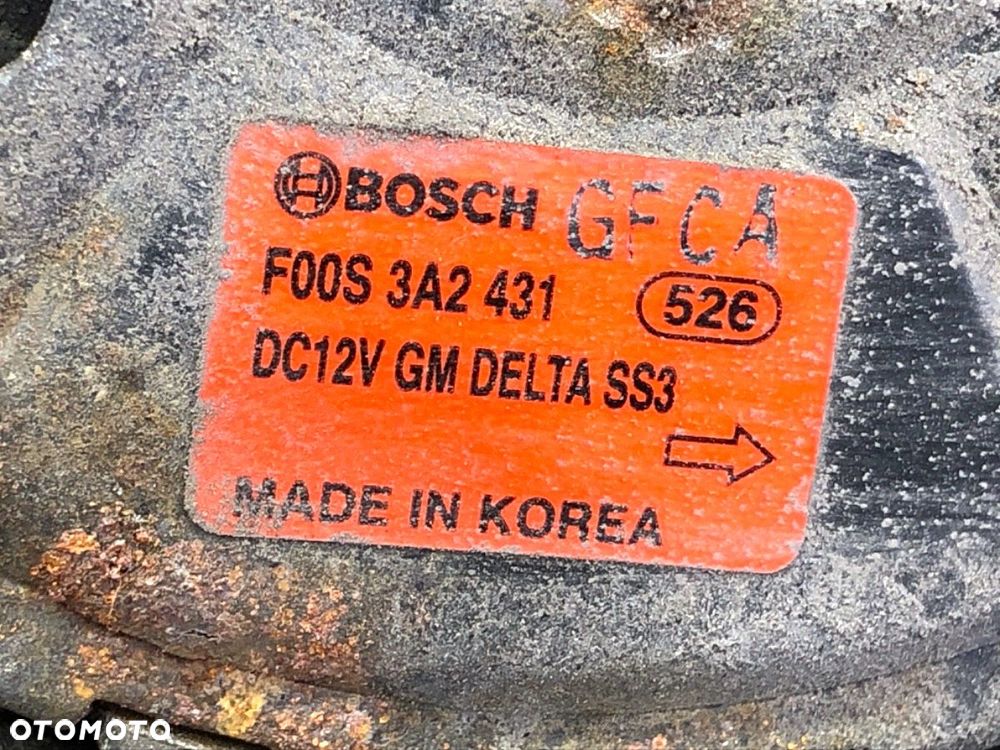 BOSCH GFCA
F00S 3A2 431 526
DC12V GM DELTA SS3
MADE IN KOREA
OTOMOTO